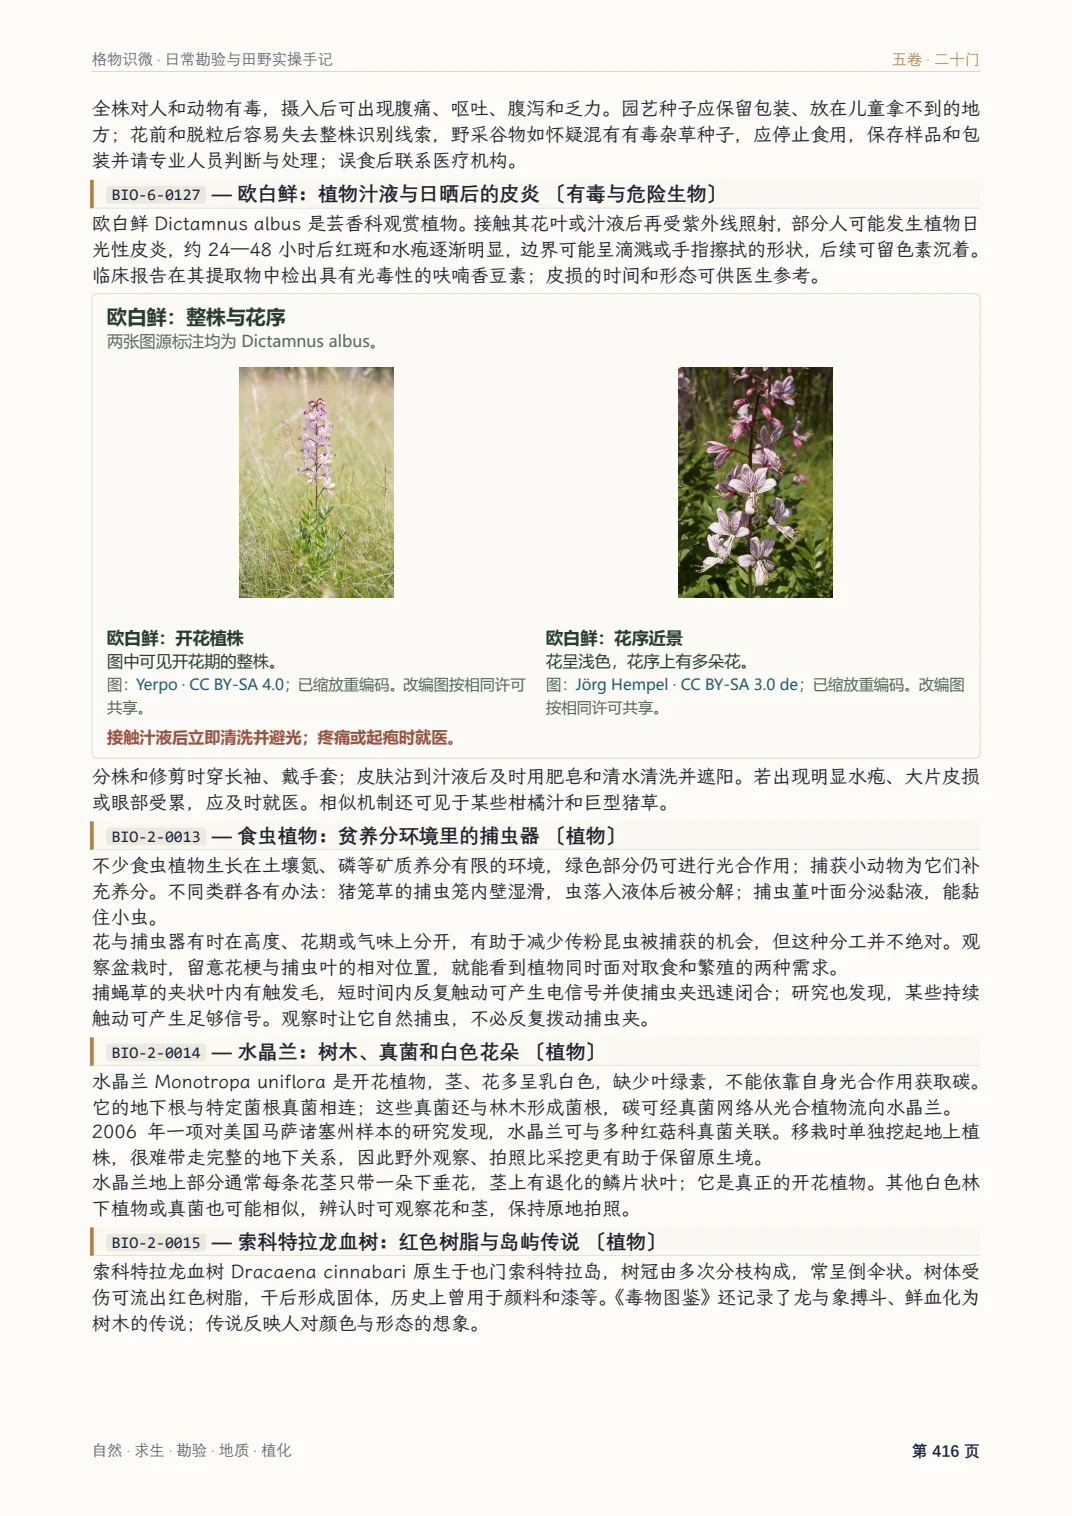 格物识微 · 日常勘验与田野实操手记
五卷 · 二十门
全株对人和动物有毒，摄入后可出现腹痛、呕吐、腹泻和乏力。园艺种子应保留包装、放在儿童拿不到的地
方；花前和脱粒后容易失去整株识别线索，野采谷物如怀疑混有有毒杂草种子，应停止食用，保存样品和包
装并请专业人员判断与处理；误食后联系医疗机构。
BIO-6-0127 — 欧白鲜：植物汁液与日晒后的皮炎 〔有毒与危险生物〕
欧白鲜 Dictamnus albus 是芸香科观赏植物。接触其花叶或汁液后再受紫外线照射，部分人可能发生植物日
光性皮炎，约 24—48 小时后红斑和水疱逐渐明显，边界可能呈滴溅或手指擦拭的形状，后续可留色素沉着。
临床报告在其提取物中检出具有光毒性的呋喃香豆素；皮损的时间和形态可供医生参考。
欧白鲜：整株与花序
两张图源标注均为 Dictamnus albus。
欧白鲜：开花植株
图中可见开花期的整株。
图：Yerpo · CC BY-SA 4.0；已缩放重编码。改编图按相同许可
共享。
欧白鲜：花序近景
花呈浅色，花序上有多朵花。
图：Jörg Hempel · CC BY-SA 3.0 de；已缩放重编码。改编图
按相同许可共享。
接触汁液后立即清洗并避光；疼痛或起疱时就医。
分株和修剪时穿长袖、戴手套；皮肤沾到汁液后及时用肥皂和清水清洗并遮阳。若出现明显水疱、大片皮损
或眼部受累，应及时就医。相似机制还可见于某些柑橘汁和巨型猪草。
BIO-2-0013 — 食虫植物：贫养分环境里的捕虫器 〔植物〕
不少食虫植物生长在土壤氮、磷等矿质养分有限的环境，绿色部分仍可进行光合作用；捕获小动物为它们补
充养分。不同类群各有办法：猪笼草的捕虫笼内壁湿滑，虫落入液体后被分解；捕虫堇叶面分泌黏液，能黏
住小虫。
花与捕虫器有时在高度、花期或气味上分开，有助于减少传粉昆虫被捕获的机会，但这种分工并不绝对。观
察盆栽时，留意花梗与捕虫叶的相对位置，就能看到植物同时面对取食和繁殖的两种需求。
捕蝇草的夹状叶内有触发毛，短时间内反复触动可产生电信号并使捕虫夹迅速闭合；研究也发现，某些持续
触动可产生足够信号。观察时让它自然捕虫，不必反复拨动捕虫夹。
BIO-2-0014 — 水晶兰：树木、真菌和白色花朵 〔植物〕
水晶兰 Monotropa uniflora 是开花植物，茎、花多呈乳白色，缺少叶绿素，不能依靠自身光合作用获取碳。
它的地下根与特定菌根真菌相连；这些真菌还与林木形成菌根，碳可经真菌网络从光合植物流向水晶兰。
2006 年一项对美国马萨诸塞州样本的研究发现，水晶兰可与多种红菇科真菌关联。移栽时单独挖起地上植
株，很难带走完整的地下关系，因此野外观察、拍照比采挖更有助于保留原生境。
水晶兰地上部分通常每条花茎只带一朵下垂花，茎上有退化的鳞片状叶；它是真正的开花植物。其他白色林
下植物或真菌也可能相似，辨认时可观察花和茎，保持原地拍照。
BIO-2-0015 — 索科特拉龙血树：红色树脂与岛屿传说 〔植物〕
索科特拉龙血树 Dracaena cinnabari 原生于也门索科特拉岛，树冠由多次分枝构成，常呈倒伞状。树体受
伤可流出红色树脂，干后形成固体，历史上曾用于颜料和漆等。《毒物图鉴》还记录了龙与象搏斗、鲜血化为
树木的传说；传说反映人对颜色与形态的想象。
自然 · 求生 · 勘验 · 地质 · 植化
第 416 页